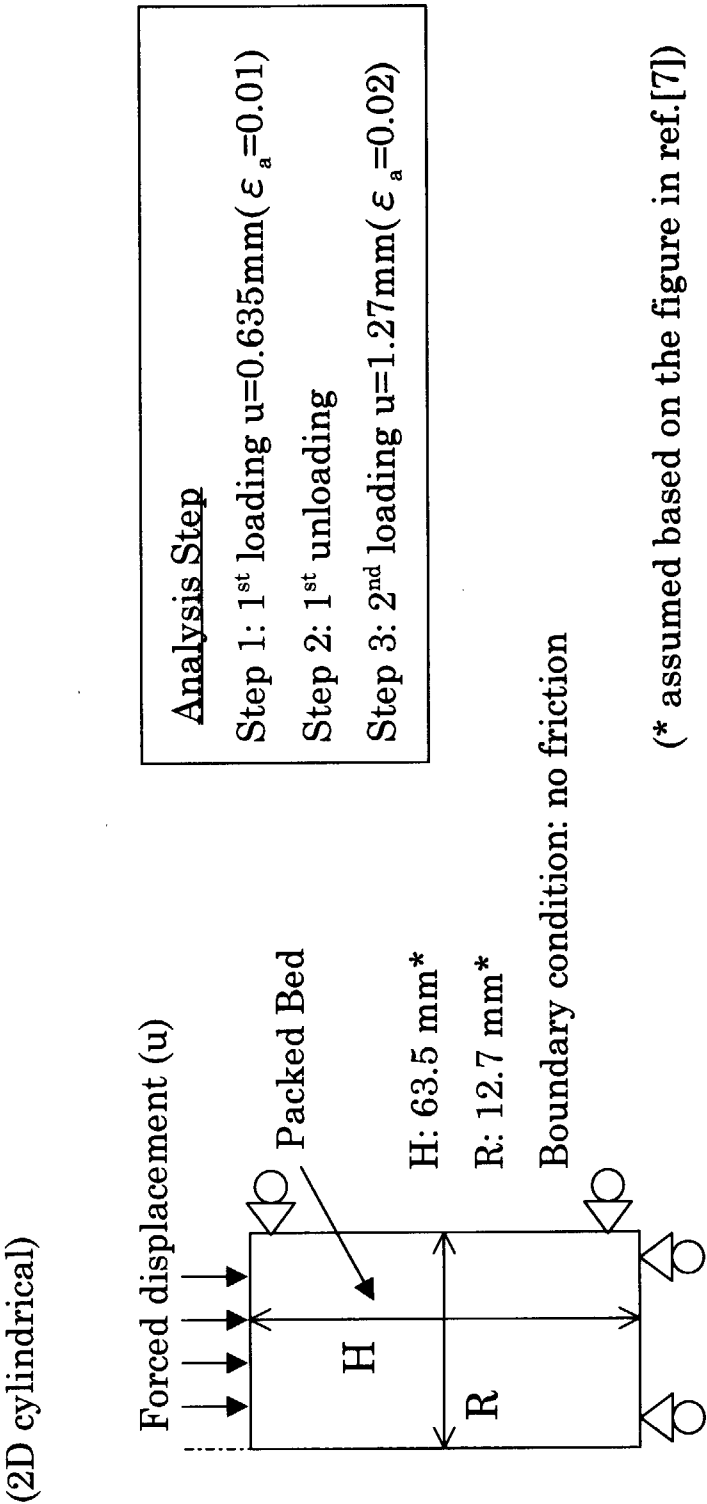 (2D cylindrical)
Forced displacement (u)
Packed Bed
H
R
H: 63.5 mm*
R: 12.7 mm*
Boundary condition: no friction
Analysis Step
Step 1: 1st loading u=0.635mm( ε a=0.01)
Step 2: 1st unloading
Step 3: 2nd loading u=1.27mm( ε a=0.02)
(* assumed based on the figure in ref.[7])